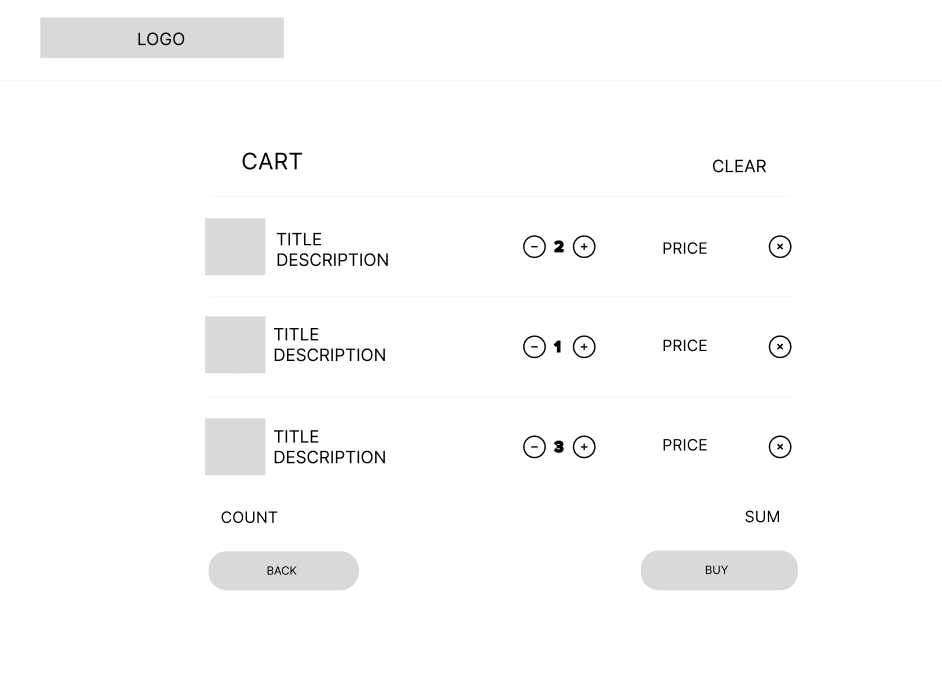 LOGO
CART
CLEAR
TITLE
DESCRIPTION
2
PRICE
TITLE
DESCRIPTION
1
PRICE
TITLE
DESCRIPTION
3
PRICE
COUNT
SUM
BACK
BUY